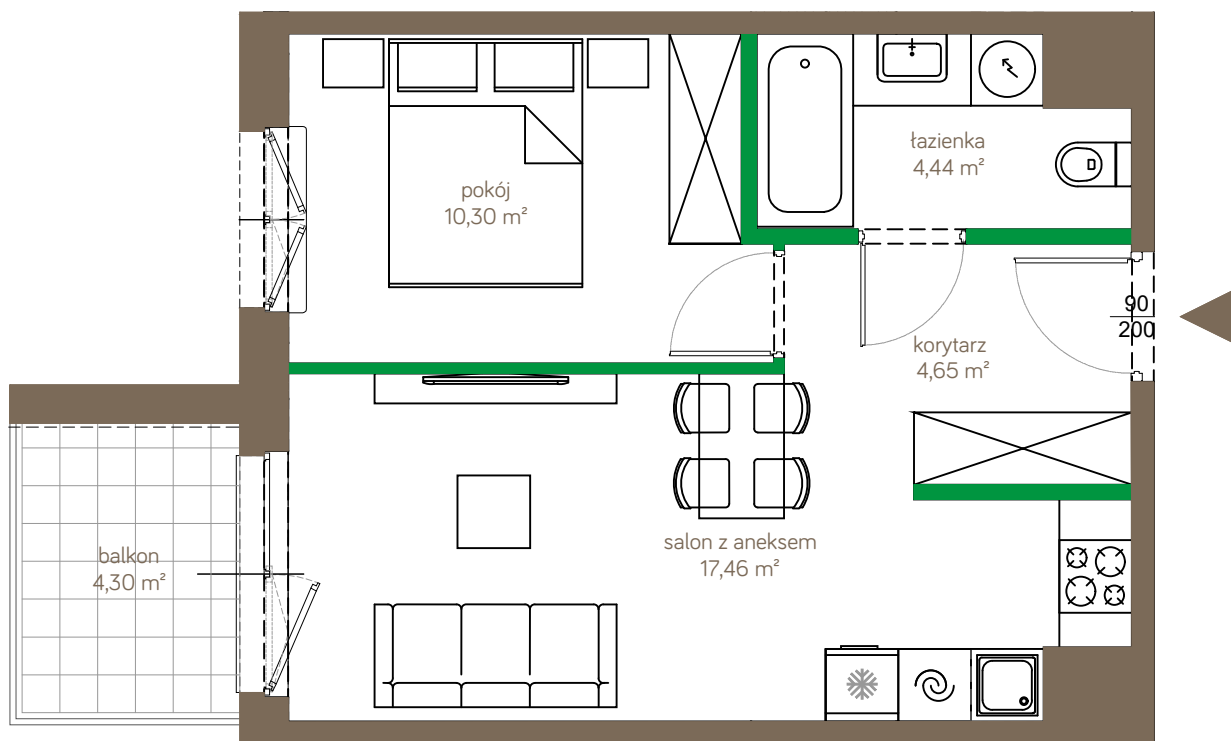 łazienka
4,44 m²
pokój
10,30 m²
90
200
korytarz
4,65 m²
salon z aneksem
17,46 m²
balkon
4,30 m²